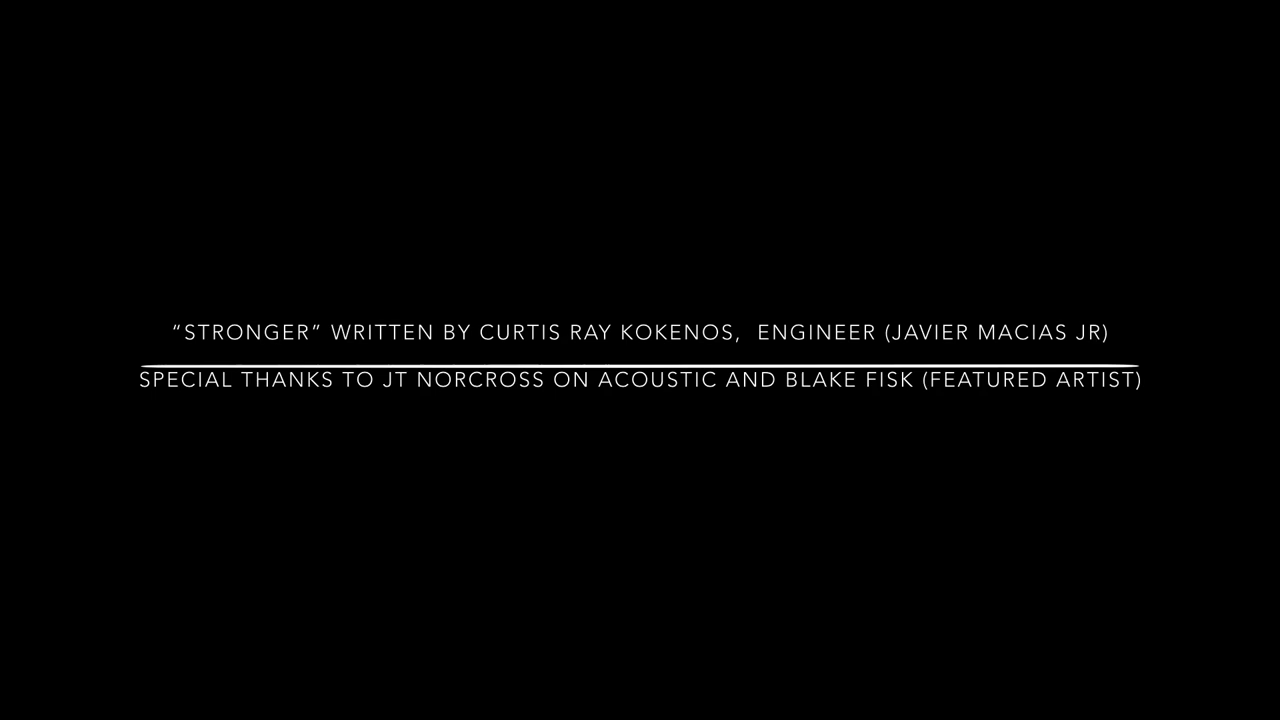 “STRONGER” WRITTEN BY CURTIS RAY KOKENOS,  ENGINEER (JAVIER MACIAS JR)
SPECIAL THANKS TO JT NORCROSS ON ACOUSTIC AND BLAKE FISK (FEATURED ARTIST)